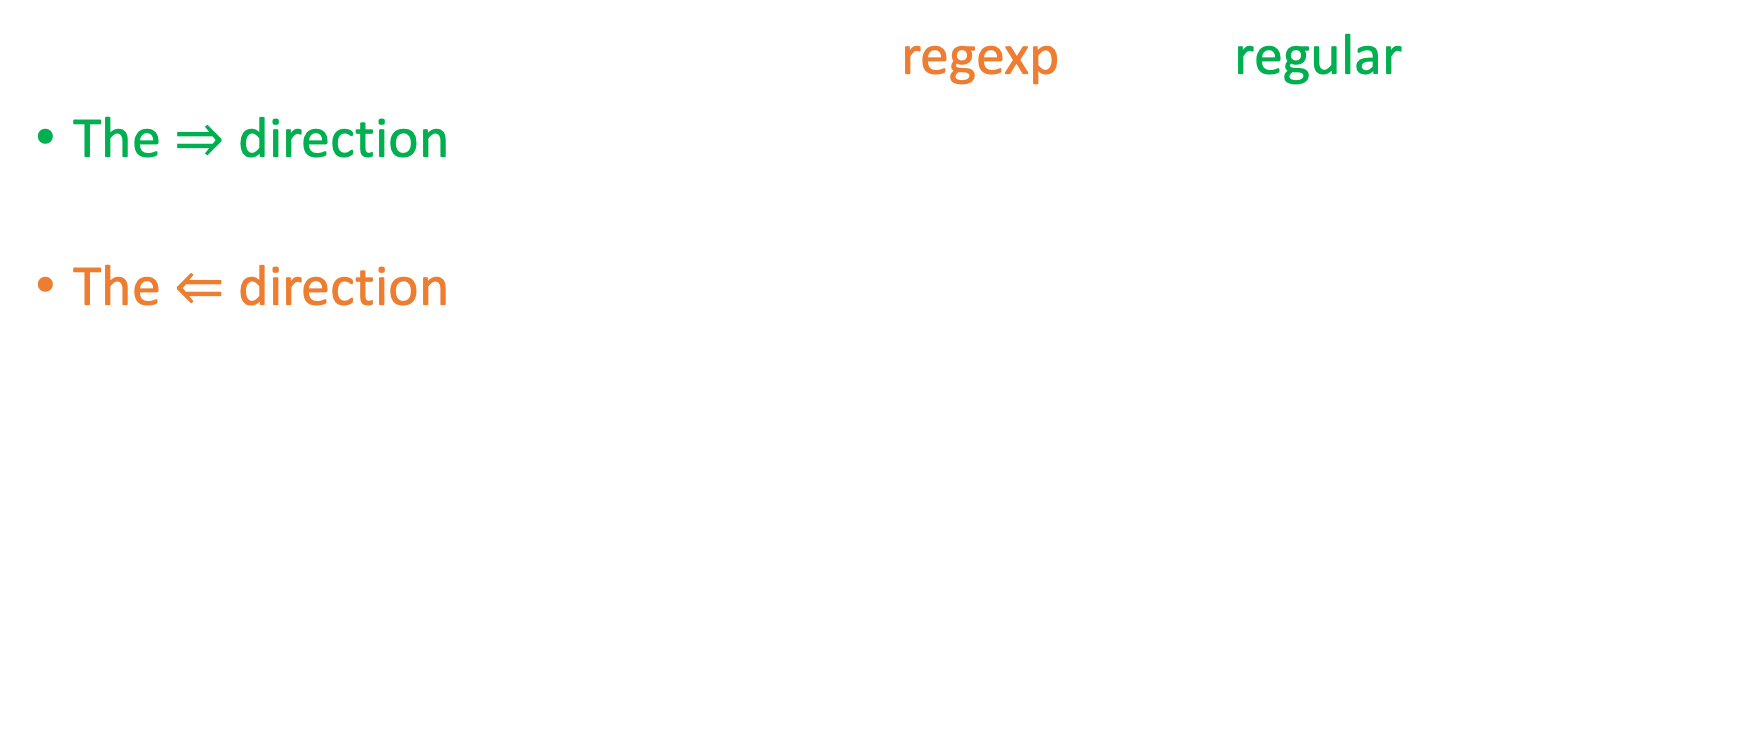 regexp regular
• The ⇒ direction
• The ⇐ direction